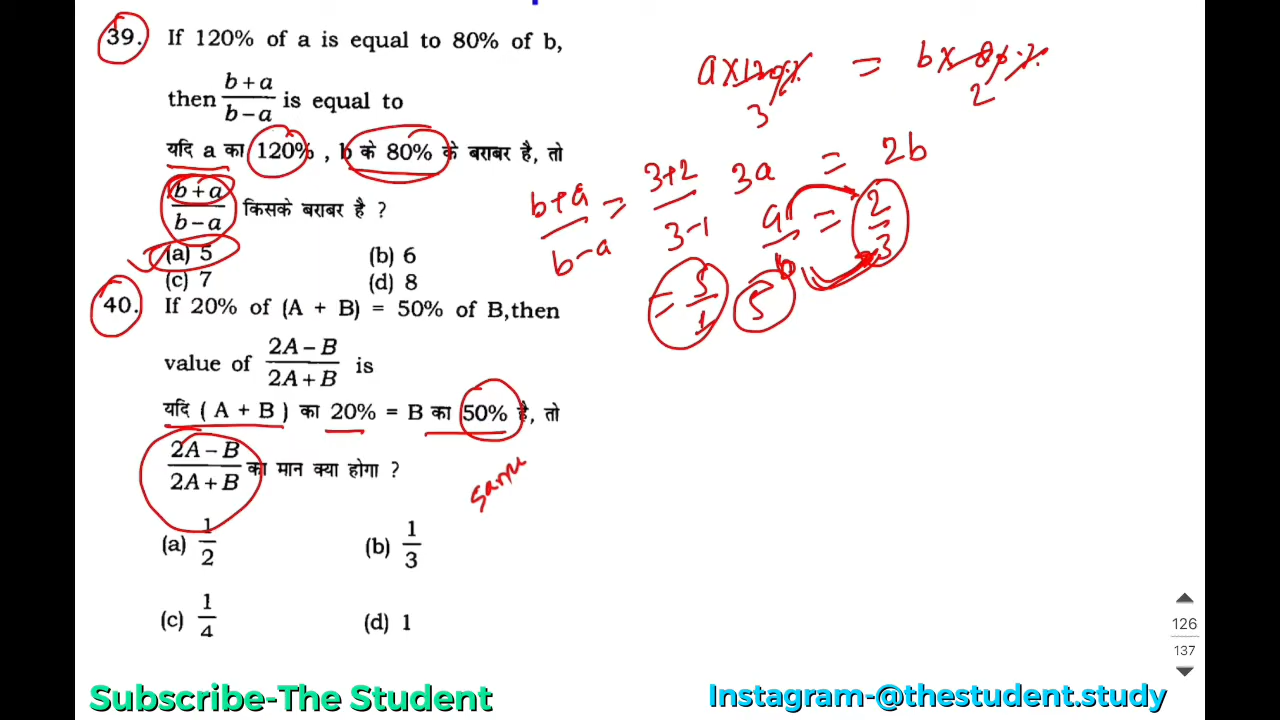 39. If 120% of a is equal to 80% of b,
then b + a / b – a is equal to
यदि a का 120% , b के 80% के बराबर है, तो
b + a / b – a किसके बराबर है ?
(a) 5 (b) 6
(c) 7 (d) 8
40. If 20% of (A + B) = 50% of B,then
value of 2A – B / 2A + B is
यदि ( A + B ) का 20% = B का 50% है, तो
2A – B / 2A + B का मान क्या होगा ?
(a) 1/2 (b) 1/3
(c) 1/4 (d) 1
a × 120% = b × 80%
3 2
3a = 2b
a/b = 2/3
b+a / b-a = 3+2 / 3-1
= 5/1 5
same
126
137
Subscribe-The Student
Instagram-@thestudent.study